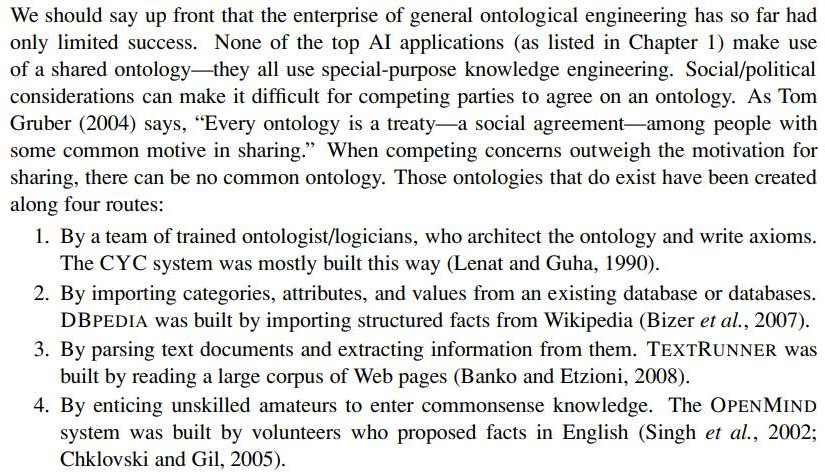 We should say up front that the enterprise of general ontological engineering has so far had
only limited success. None of the top AI applications (as listed in Chapter 1) make use
of a shared ontology—they all use special-purpose knowledge engineering. Social/political
considerations can make it difficult for competing parties to agree on an ontology. As Tom
Gruber (2004) says, “Every ontology is a treaty—a social agreement—among people with
some common motive in sharing.” When competing concerns outweigh the motivation for
sharing, there can be no common ontology. Those ontologies that do exist have been created
along four routes:
1. By a team of trained ontologist/logicians, who architect the ontology and write axioms.
The CYC system was mostly built this way (Lenat and Guha, 1990).
2. By importing categories, attributes, and values from an existing database or databases.
DBPEDIA was built by importing structured facts from Wikipedia (Bizer et al., 2007).
3. By parsing text documents and extracting information from them. TEXTRUNNER was
built by reading a large corpus of Web pages (Banko and Etzioni, 2008).
4. By enticing unskilled amateurs to enter commonsense knowledge. The OPENMIND
system was built by volunteers who proposed facts in English (Singh et al., 2002;
Chklovski and Gil, 2005).